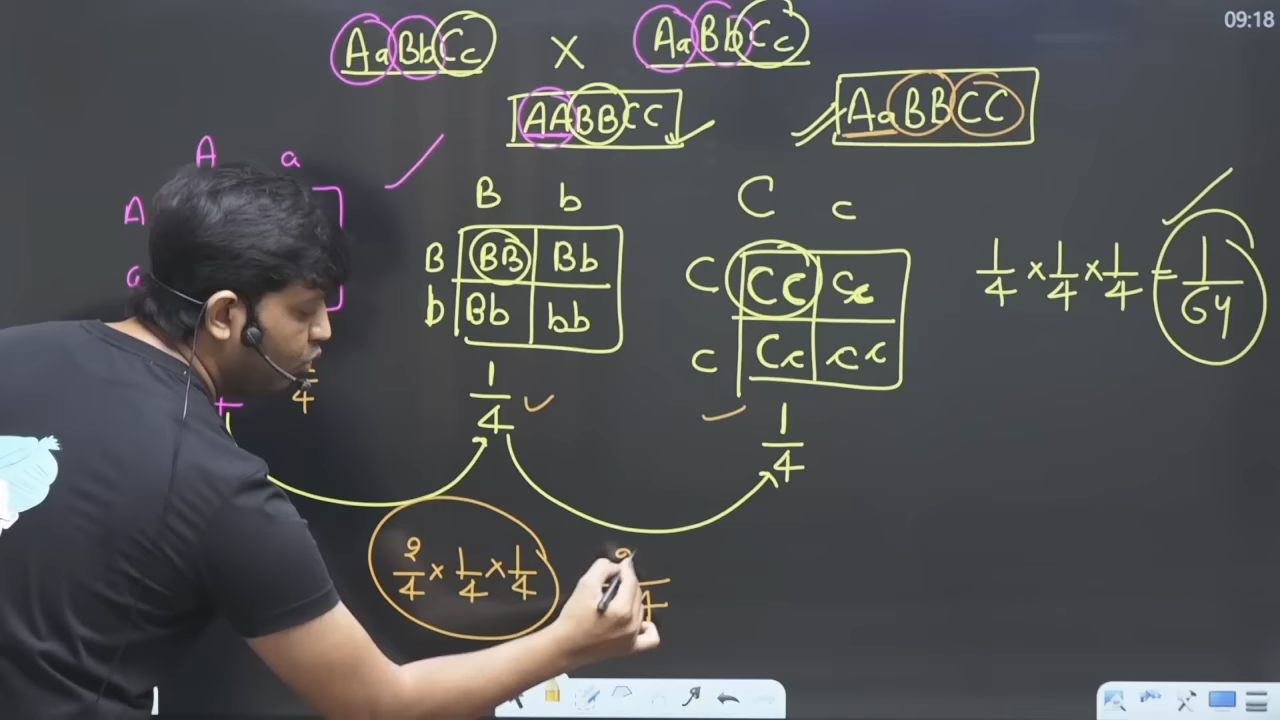 09:18
AaBbCc x AaBbCc
AABBCC AaBBCC
A a
A
a
B b
B BB Bb
b Bb bb
C c
C CC Cc
c Cc cc
1/4 × 1/4 × 1/4 = 1/64
1/4
1/4
4
2/4 × 1/4 × 1/4